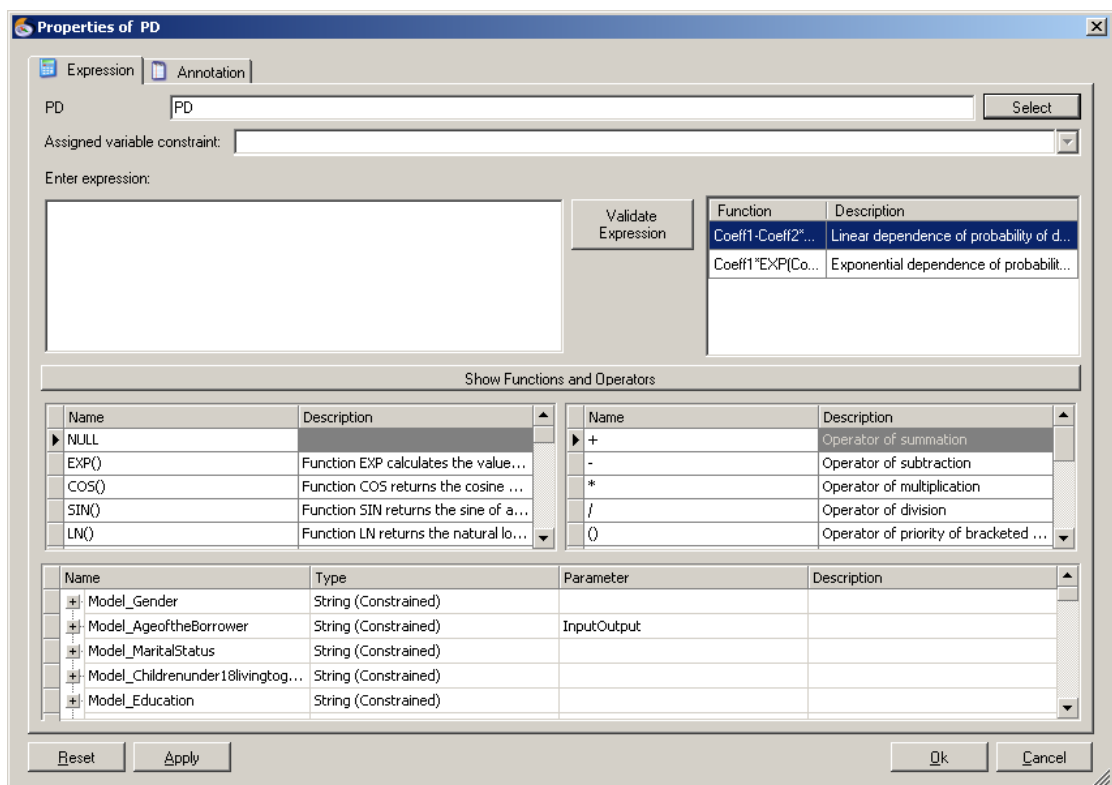 Properties of PD
Expression Annotation
PD PD Select
Assigned variable constraint:
Enter expression:
Validate Expression
Function Description
Coeff1-Coeff2*... Linear dependence of probability of d...
Coeff1*EXP(Co... Exponential dependence of probabilit...
Show Functions and Operators
Name Description
NULL
EXP() Function EXP calculates the value...
COS() Function COS returns the cosine ...
SIN() Function SIN returns the sine of a...
LN() Function LN returns the natural lo...
Name Description
+ Operator of summation
- Operator of subtraction
* Operator of multiplication
/ Operator of division
() Operator of priority of bracketed ...
Name Type Parameter Description
Model_Gender String (Constrained)
Model_AgeoftheBorrower String (Constrained) InputOutput
Model_MaritalStatus String (Constrained)
Model_Childrenunder18livingtog... String (Constrained)
Model_Education String (Constrained)
Reset Apply Ok Cancel